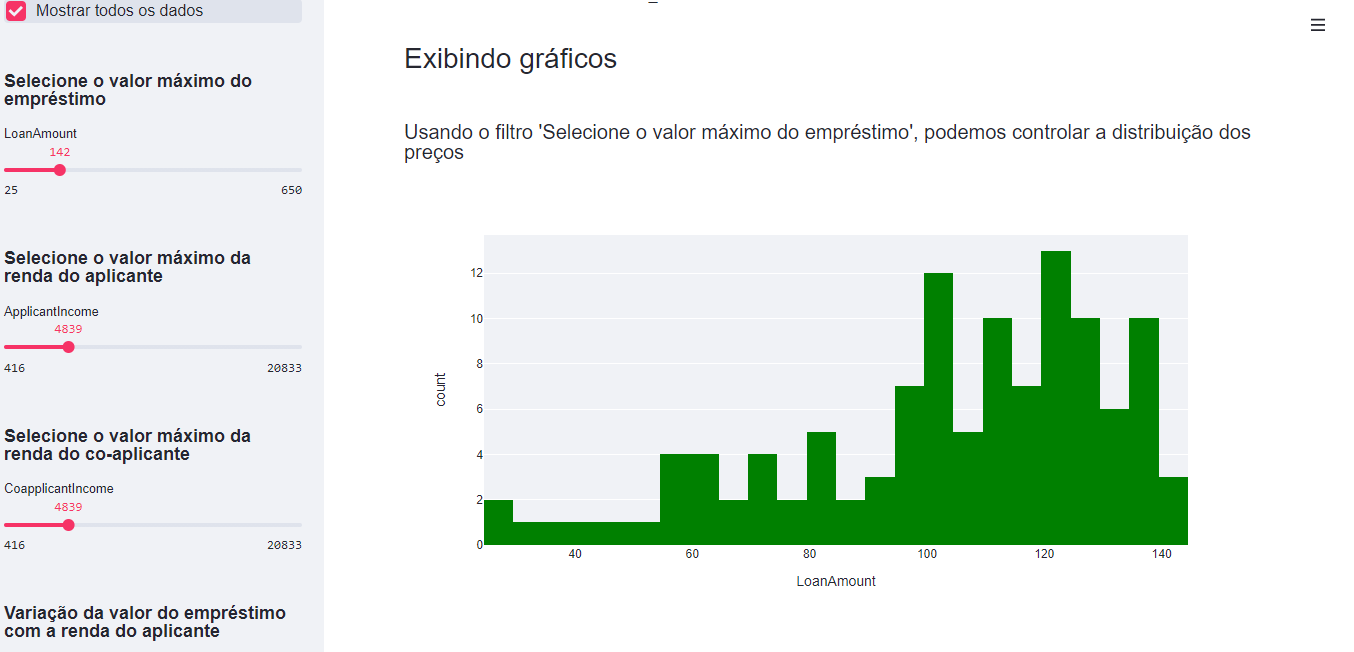 Mostrar todos os dados
Selecione o valor máximo do
empréstimo
LoanAmount
142
25 650
Selecione o valor máximo da
renda do aplicante
ApplicantIncome
4839
416 20833
Selecione o valor máximo da
renda do co-aplicante
CoapplicantIncome
4839
416 20833
Variação da valor do empréstimo
com a renda do aplicante
Exibindo gráficos
Usando o filtro 'Selecione o valor máximo do empréstimo', podemos controlar a distribuição dos
preços
count
12
10
8
6
4
2
0
40 60 80 100 120 140
LoanAmount